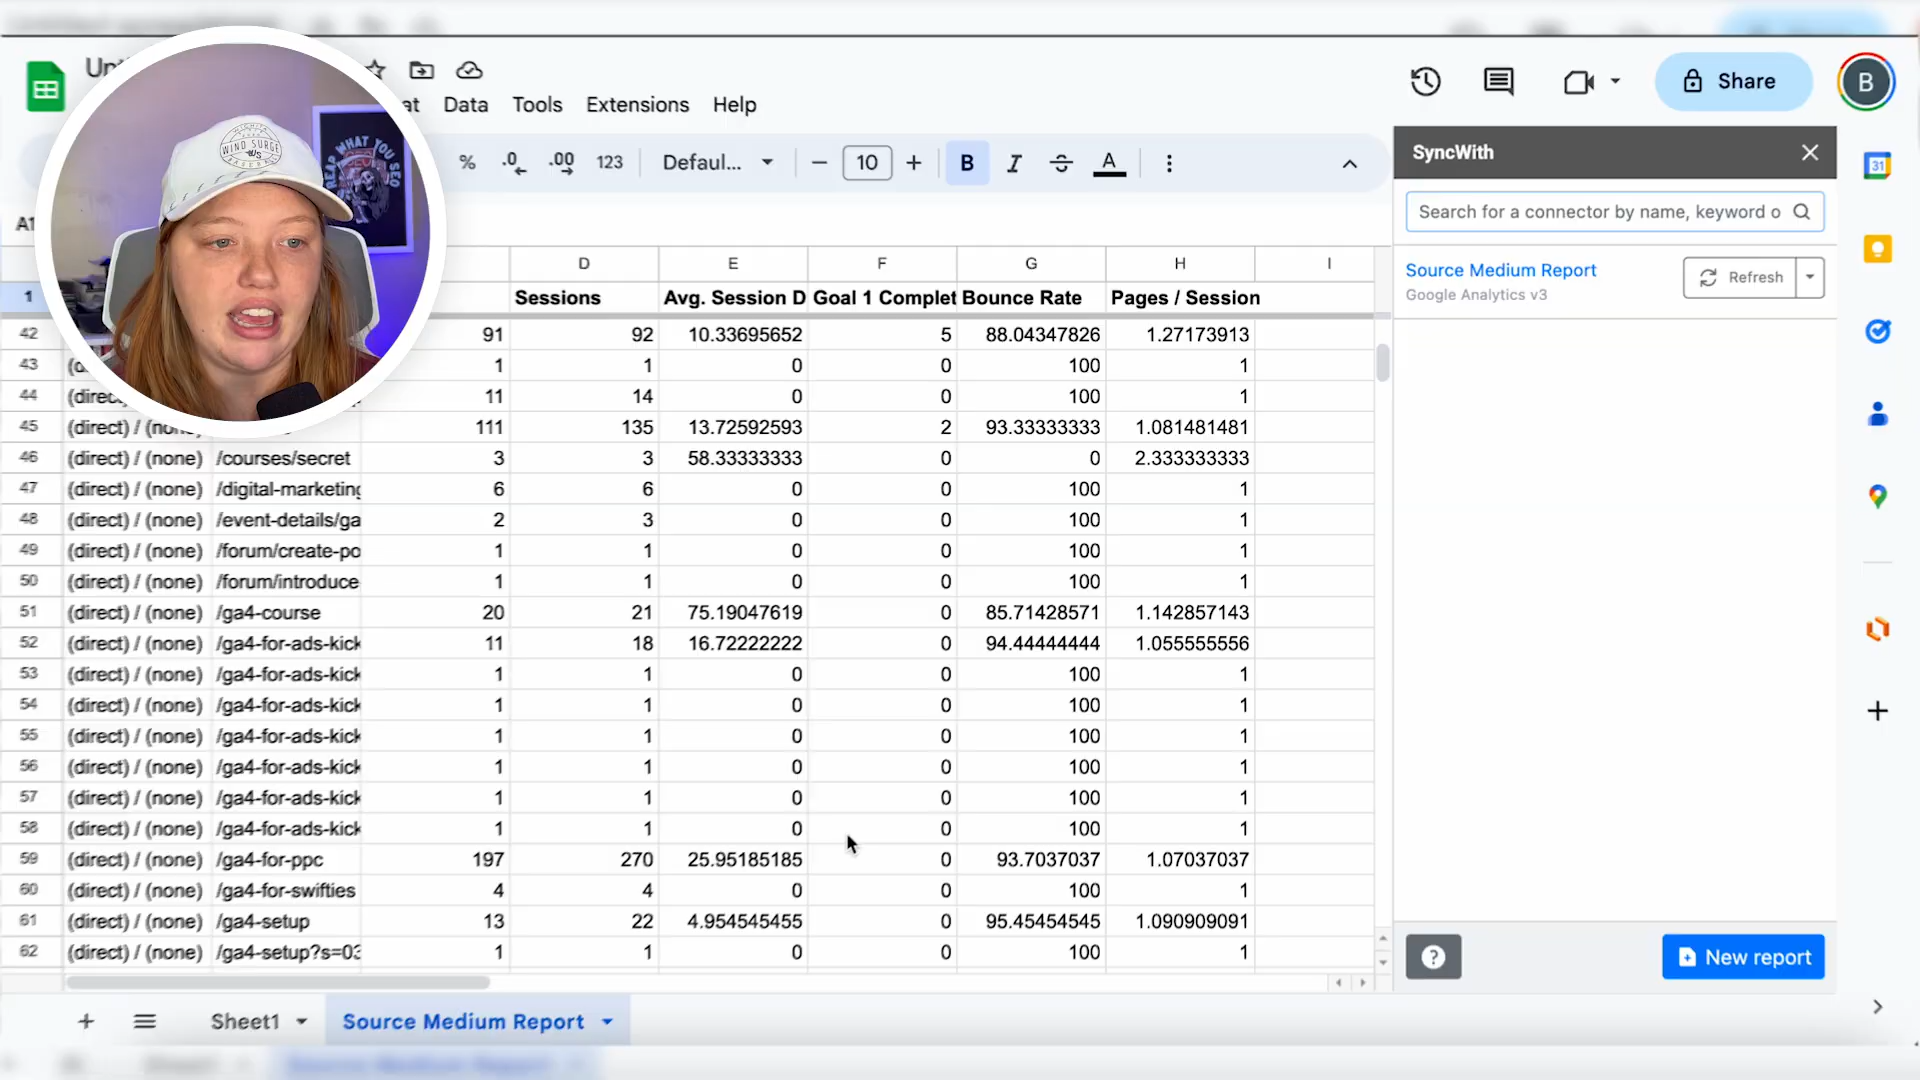 Data Tools Extensions Help
Share
B
% .0 .00 123 Defaul... 10 B I S A
WICHITA
WIND SURGE
WS
BASEBALL
REAP WHAT YOU SEO
SyncWith
Search for a connector by name, keyword o
Source Medium Report
Google Analytics v3
Refresh
31
D E F G H I
1 Sessions Avg. Session D Goal 1 Complet Bounce Rate Pages / Session
42 91 92 10.33695652 5 88.04347826 1.27173913
43 1 1 0 0 100 1
44 (direct) 11 14 0 0 100 1
45 (direct) / (none) 111 135 13.72592593 2 93.33333333 1.081481481
46 (direct) / (none) /courses/secret 3 3 58.33333333 0 0 2.333333333
47 (direct) / (none) /digital-marketing 6 6 0 0 100 1
48 (direct) / (none) /event-details/ga 2 3 0 0 100 1
49 (direct) / (none) /forum/create-po 1 1 0 0 100 1
50 (direct) / (none) /forum/introduce 1 1 0 0 100 1
51 (direct) / (none) /ga4-course 20 21 75.19047619 0 85.71428571 1.142857143
52 (direct) / (none) /ga4-for-ads-kick 11 18 16.72222222 0 94.44444444 1.055555556
53 (direct) / (none) /ga4-for-ads-kick 1 1 0 0 100 1
54 (direct) / (none) /ga4-for-ads-kick 1 1 0 0 100 1
55 (direct) / (none) /ga4-for-ads-kick 1 1 0 0 100 1
56 (direct) / (none) /ga4-for-ads-kick 1 1 0 0 100 1
57 (direct) / (none) /ga4-for-ads-kick 1 1 0 0 100 1
58 (direct) / (none) /ga4-for-ads-kick 1 1 0 0 100 1
59 (direct) / (none) /ga4-for-ppc 197 270 25.95185185 0 93.7037037 1.07037037
60 (direct) / (none) /ga4-for-swifties 4 4 0 0 100 1
61 (direct) / (none) /ga4-setup 13 22 4.954545455 0 95.45454545 1.090909091
62 (direct) / (none) /ga4-setup?s=03 1 1 0 0 100 1
? New report
Sheet1 Source Medium Report